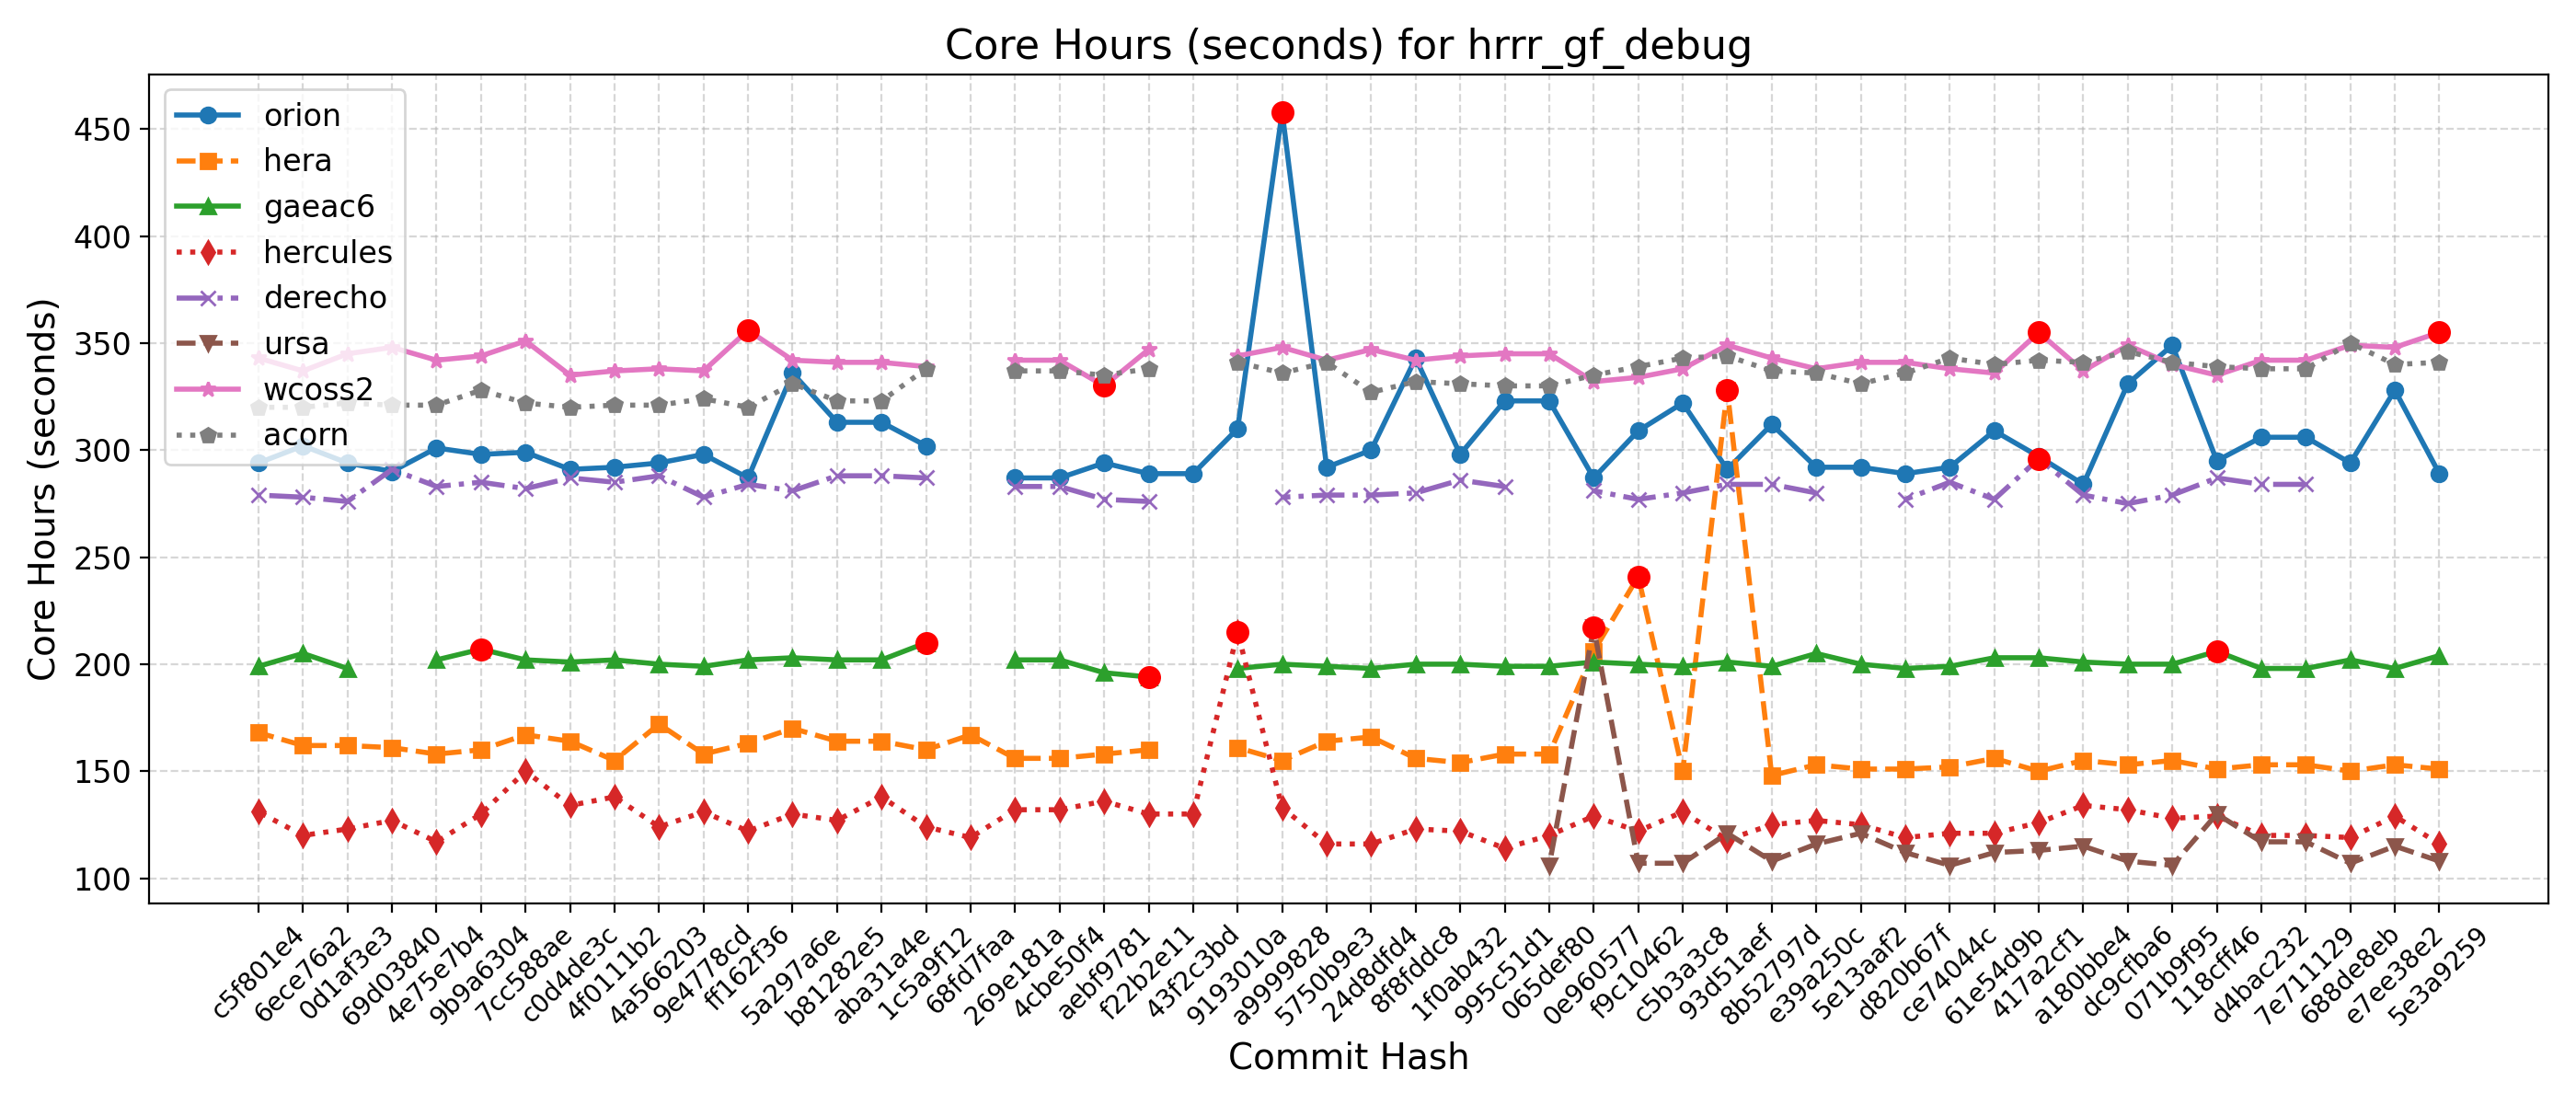 Core Hours (seconds) for hrrr_gf_debug
orion
hera
gaeac6
hercules
derecho
ursa
wcoss2
acorn
Core Hours (seconds)
450
400
350
300
250
200
150
100
c5f801e4
6ece76a2
0d1af3e3
69d03840
4e75e7b4
9b9a6304
7cc588ae
c0d4de3c
4f0111b2
4a566203
9e4778cd
ff162f36
5a297a6e
b81282e5
aba31a4e
1c5a9f12
68fd7faa
269e181a
4cbe50f4
aebf9781
f22b2e11
43f2c3bd
9193010a
a9999828
5750b9e3
24d8dfd4
8f8fddc8
1f0ab432
995c51d1
065def80
0e960577
f9c10462
c5b3a3c8
93d51aef
8b52797d
e39a250c
5e13aaf2
d820b67f
ce74044c
61e54d9b
417a2cf1
a180bbe4
dc9cfba6
071b9f95
118cff46
d4bac232
7e711129
688de8eb
e7ee38e2
5e3a9259
Commit Hash